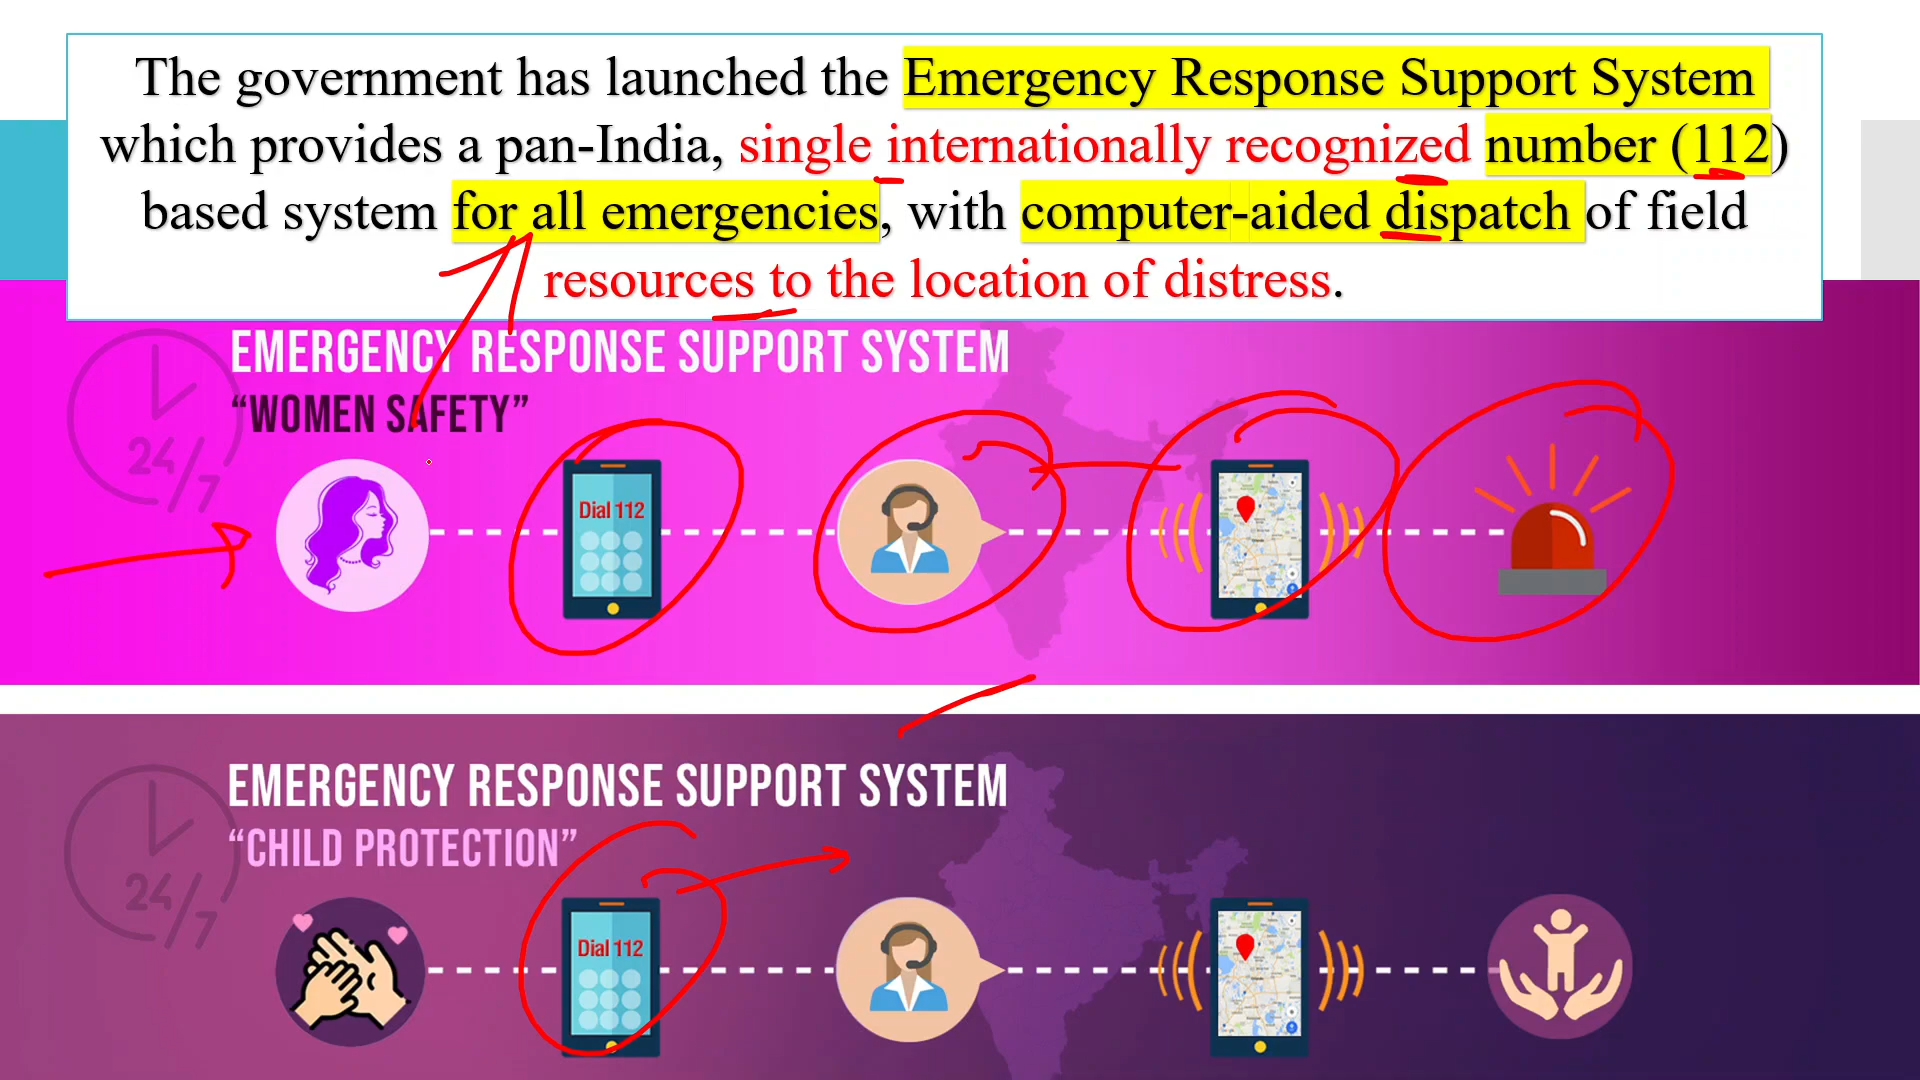 The government has launched the Emergency Response Support System
which provides a pan-India, single internationally recognized number (112)
based system for all emergencies, with computer-aided dispatch of field
resources to the location of distress.
EMERGENCY RESPONSE SUPPORT SYSTEM
“WOMEN SAFETY”
24/7
Dial 112
EMERGENCY RESPONSE SUPPORT SYSTEM
“CHILD PROTECTION”
24/7
Dial 112